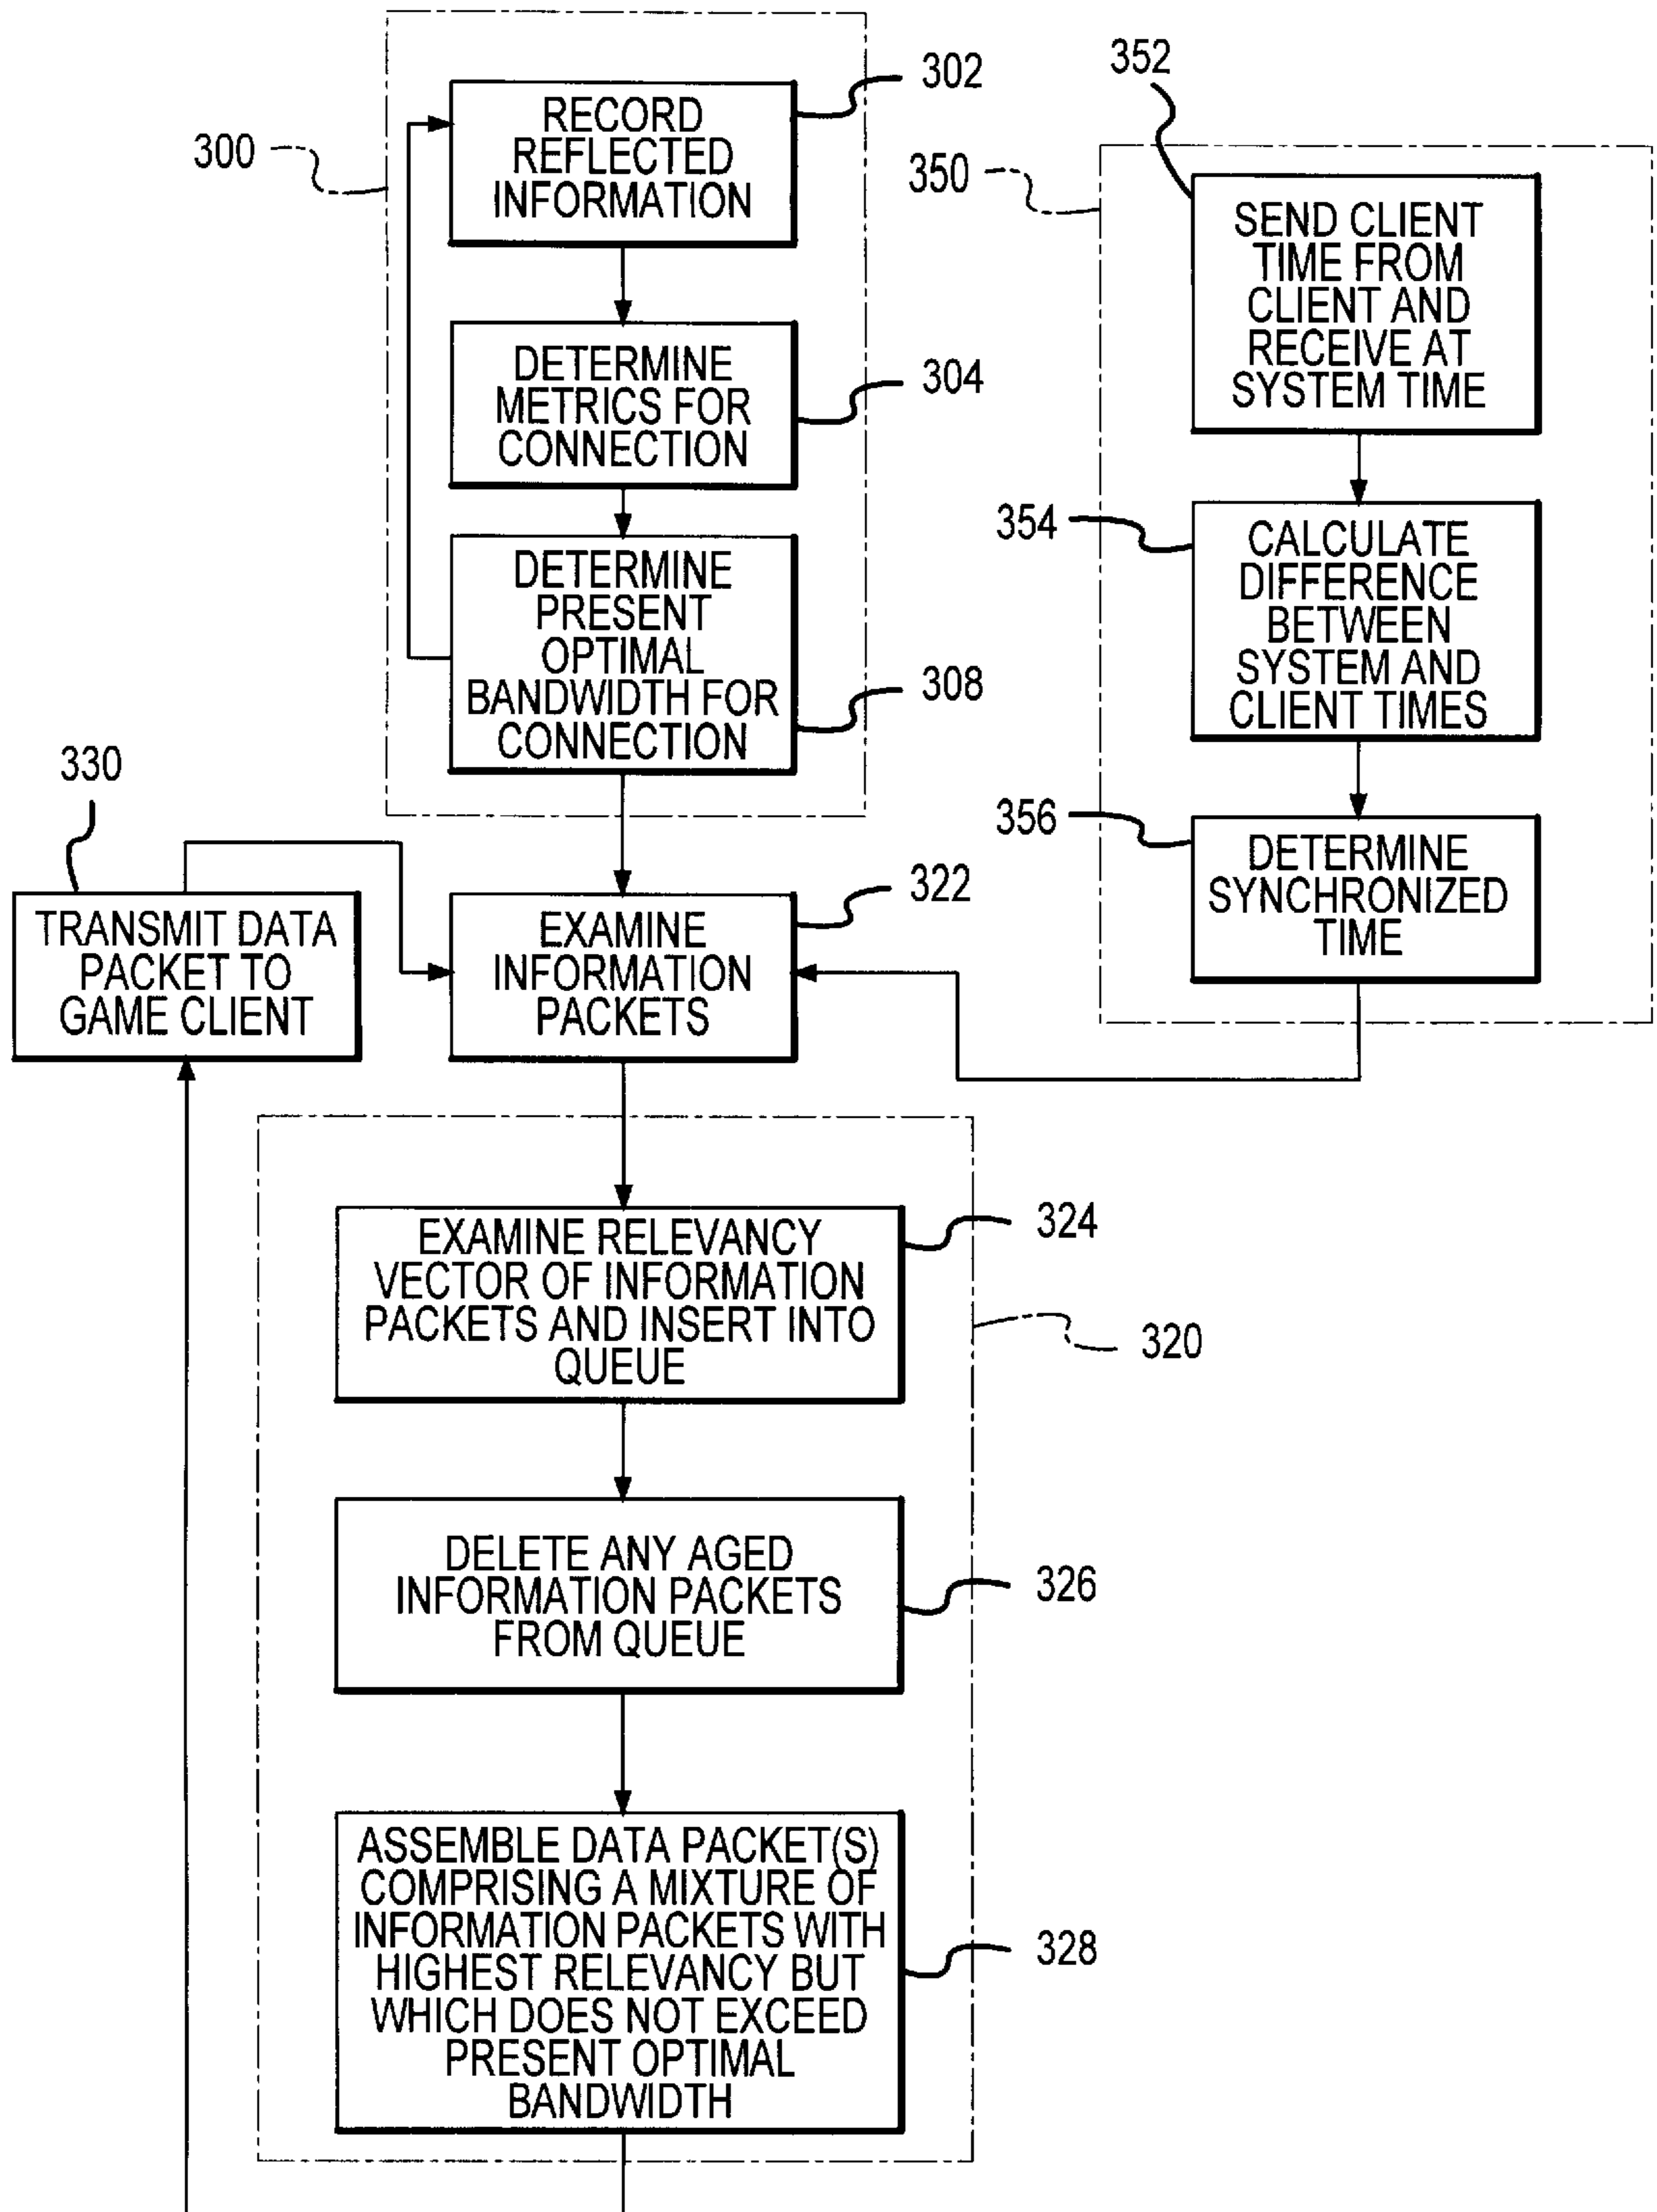 300
302
RECORD
REFLECTED
INFORMATION
304
DETERMINE
METRICS FOR
CONNECTION
308
DETERMINE
PRESENT
OPTIMAL
BANDWIDTH FOR
CONNECTION
350
352
SEND CLIENT
TIME FROM
CLIENT AND
RECEIVE AT
SYSTEM TIME
354
CALCULATE
DIFFERENCE
BETWEEN
SYSTEM AND
CLIENT TIMES
356
DETERMINE
SYNCHRONIZED
TIME
330
TRANSMIT DATA
PACKET TO
GAME CLIENT
322
EXAMINE
INFORMATION
PACKETS
320
324
EXAMINE RELEVANCY
VECTOR OF INFORMATION
PACKETS AND INSERT INTO
QUEUE
326
DELETE ANY AGED
INFORMATION PACKETS
FROM QUEUE
328
ASSEMBLE DATA PACKET(S)
COMPRISING A MIXTURE OF
INFORMATION PACKETS WITH
HIGHEST RELEVANCY BUT
WHICH DOES NOT EXCEED
PRESENT OPTIMAL
BANDWIDTH